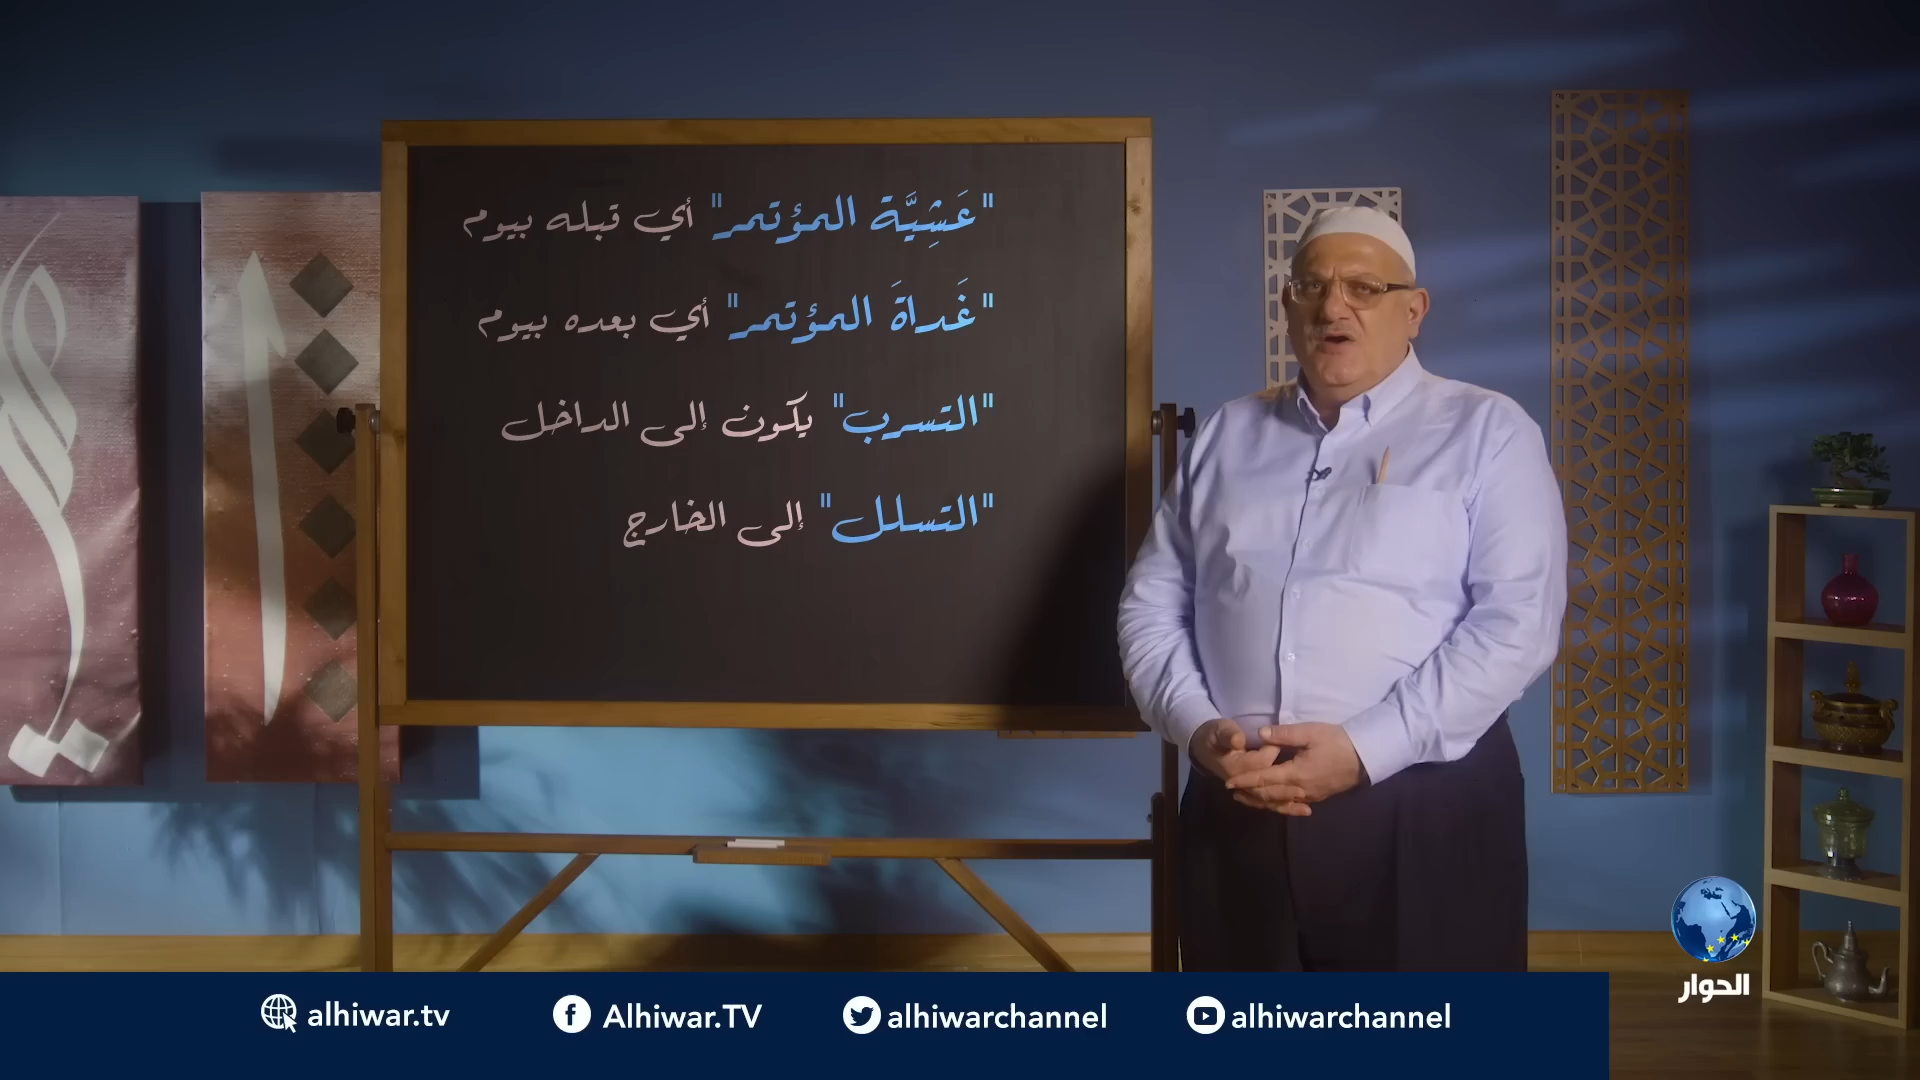 "عَشِيَّة المؤتمر" أي قبله بيوم
"غَداةَ المؤتمر" أي بعده بيوم
"التسرب" يكون إلى الداخل
"التسلل" إلى الخارج
الحوار
alhiwar.tv
Alhiwar.TV
alhiwarchannel
alhiwarchannel